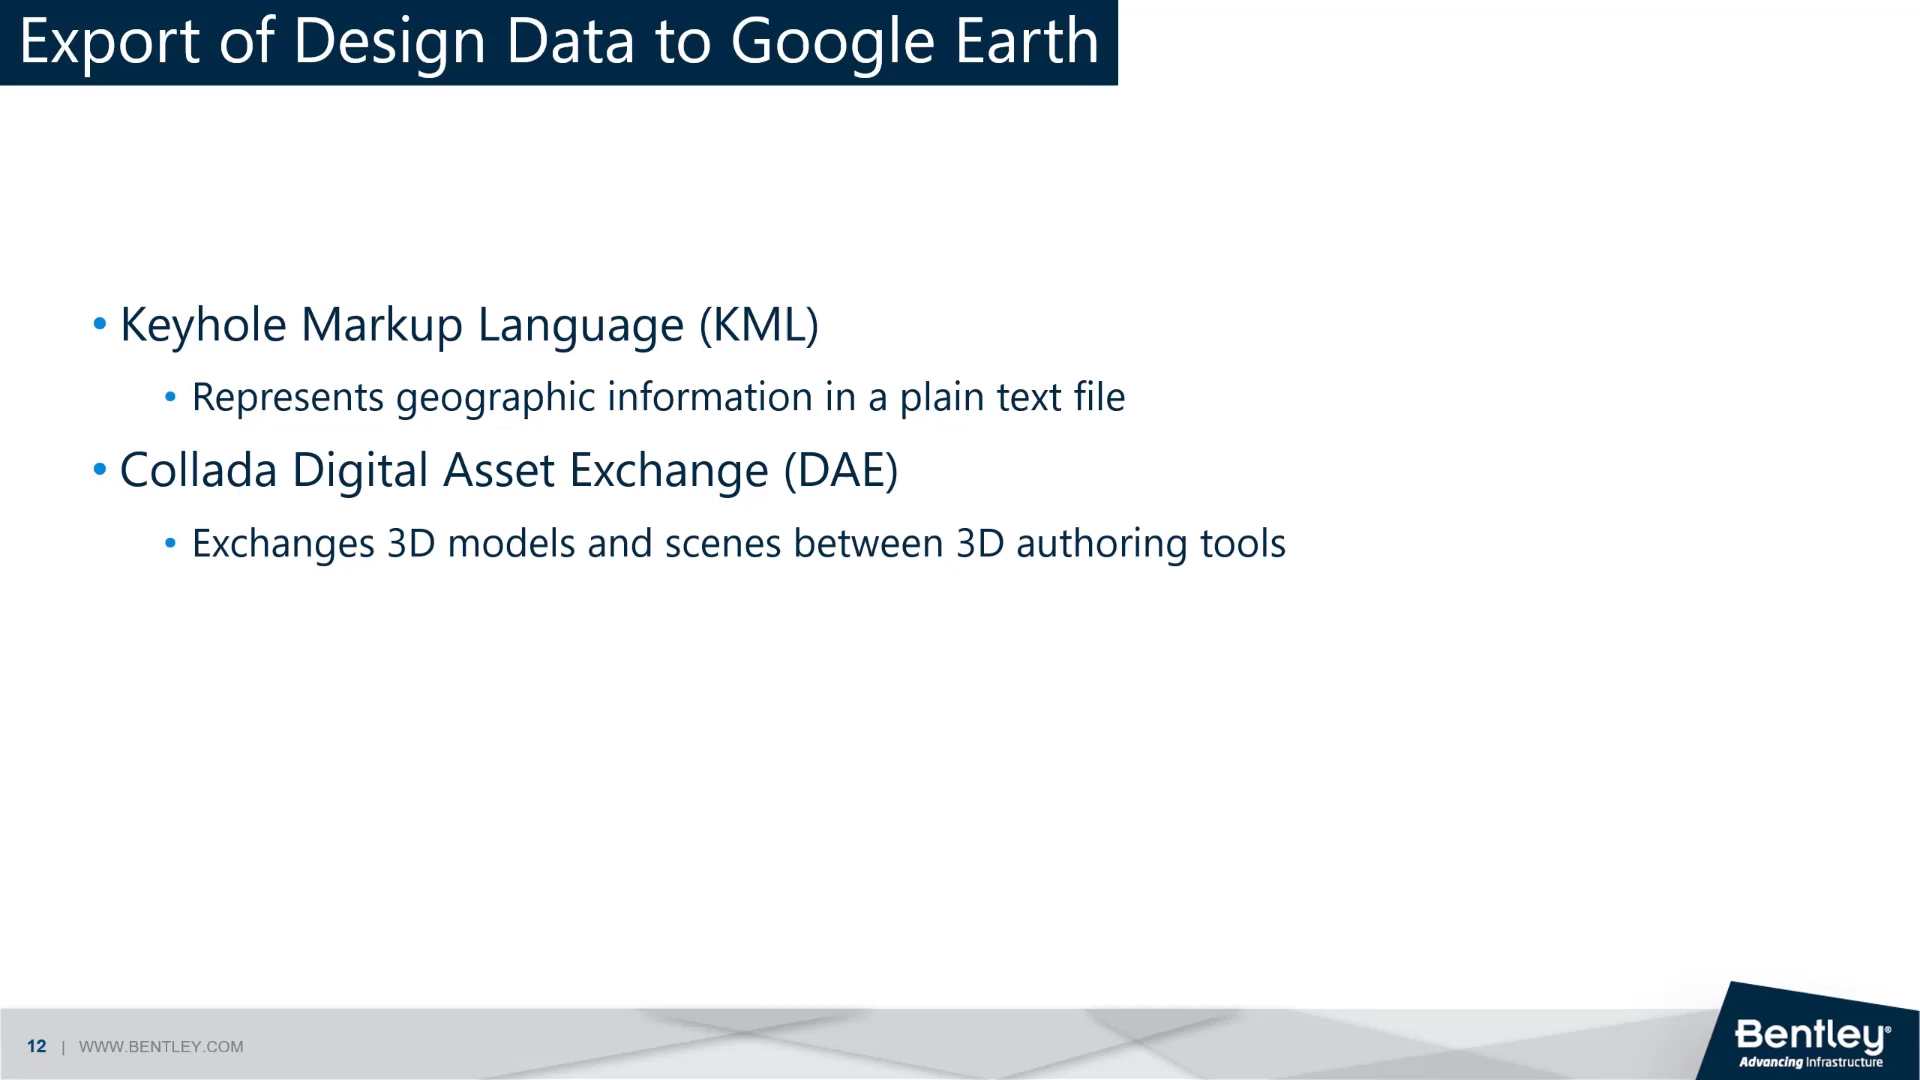 Export of Design Data to Google Earth
• Keyhole Markup Language (KML)
• Represents geographic information in a plain text file
• Collada Digital Asset Exchange (DAE)
• Exchanges 3D models and scenes between 3D authoring tools
12 | WWW.BENTLEY.COM
Bentley®
Advancing Infrastructure